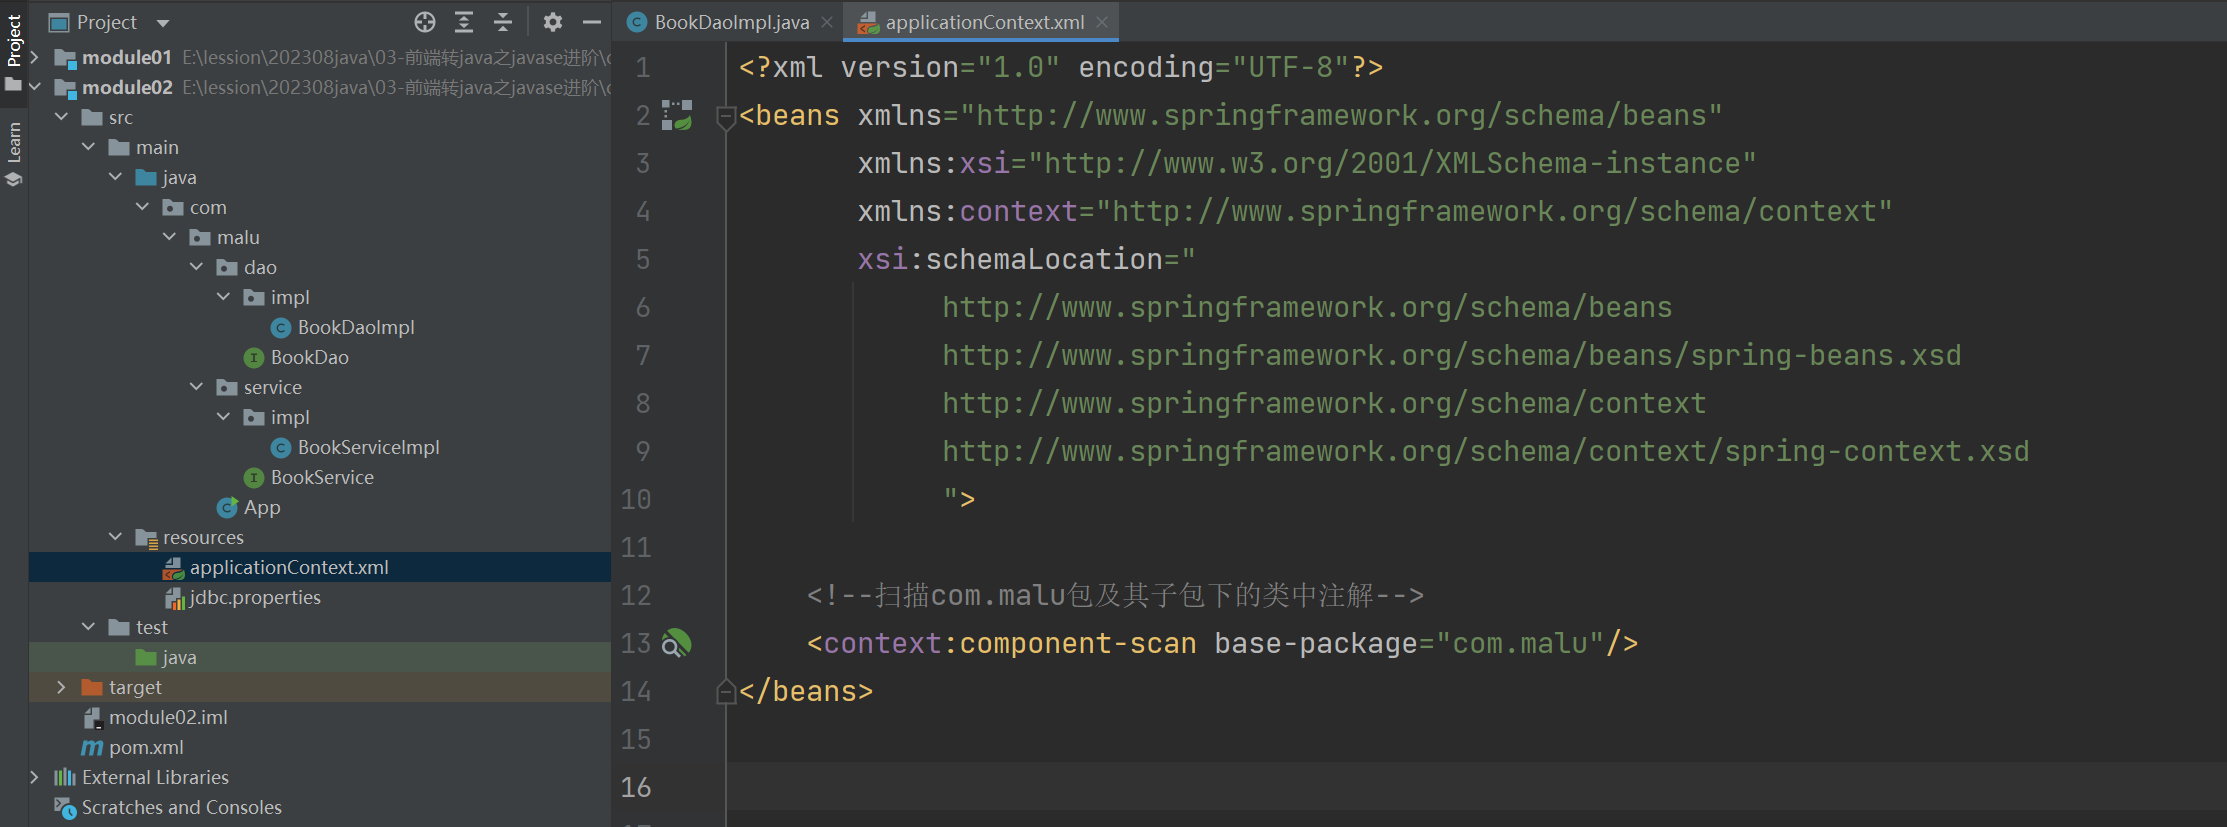 Project
Learn
Project
module01 E:\lession\202308java\03-前端转java之javase进阶\
module02 E:\lession\202308java\03-前端转java之javase进阶\
src
main
java
com
malu
dao
impl
BookDaoImpl
BookDao
service
impl
BookServiceImpl
BookService
App
resources
applicationContext.xml
jdbc.properties
test
java
target
module02.iml
pom.xml
External Libraries
Scratches and Consoles
BookDaoImpl.java
applicationContext.xml
1 <?xml version="1.0" encoding="UTF-8"?>
2 <beans xmlns="http://www.springframework.org/schema/beans"
3 xmlns:xsi="http://www.w3.org/2001/XMLSchema-instance"
4 xmlns:context="http://www.springframework.org/schema/context"
5 xsi:schemaLocation="
6 http://www.springframework.org/schema/beans
7 http://www.springframework.org/schema/beans/spring-beans.xsd
8 http://www.springframework.org/schema/context
9 http://www.springframework.org/schema/context/spring-context.xsd
10 ">
11
12 <!--扫描com.malu包及其子包下的类中注解-->
13 <context:component-scan base-package="com.malu"/>
14 </beans>
15
16